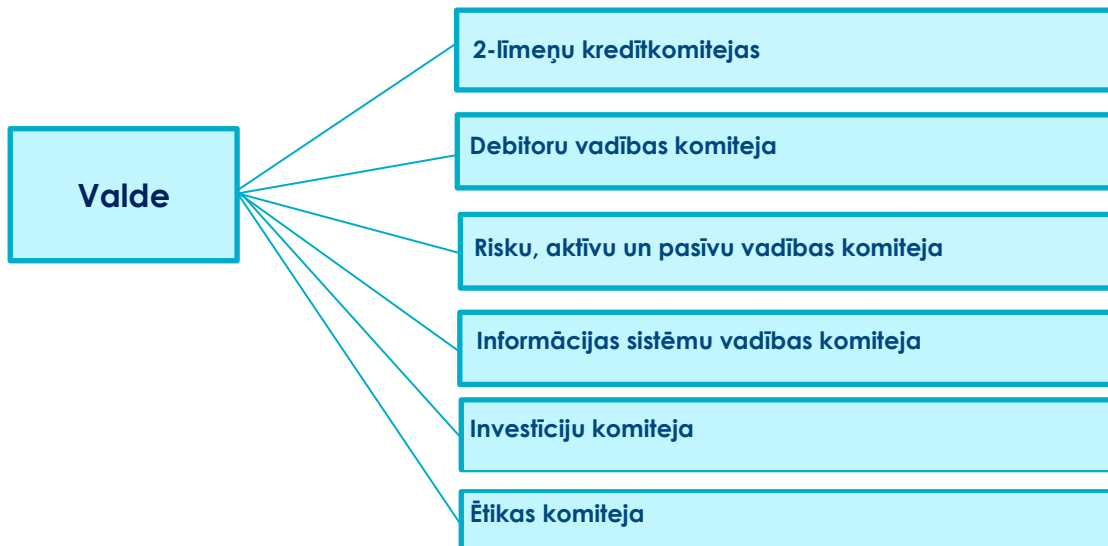 2-līmeņu kredītkomitejas
Debitoru vadības komiteja
Valde
Risku, aktīvu un pasīvu vadības komiteja
Informācijas sistēmu vadības komiteja
Investīciju komiteja
Ētikas komiteja